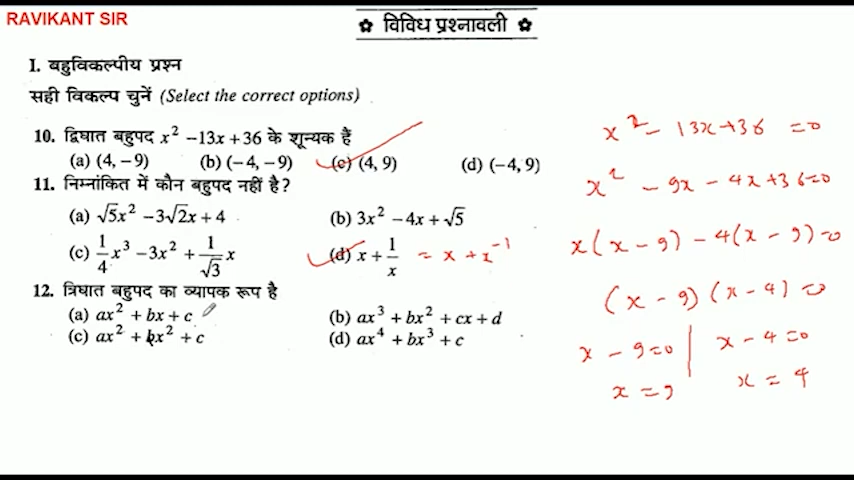 RAVIKANT SIR
✿ विविध प्रश्नावली ✿
I. बहुविकल्पीय प्रश्न
सही विकल्प चुनें (Select the correct options)
10. द्विघात बहुपद x² − 13x + 36 के शून्यक हैं
(a) (4, −9) (b) (−4, −9) (c) (4, 9) (d) (−4, 9)
11. निम्नांकित में कौन बहुपद नहीं है?
(a) √5x² − 3√2x + 4 (b) 3x² − 4x + √5
(c) 1/4 x³ − 3x² + 1/√3 x (d) x + 1/x = x + x⁻¹
12. त्रिघात बहुपद का व्यापक रूप है
(a) ax² + bx + c (b) ax³ + bx² + cx + d
(c) ax² + bx² + c (d) ax⁴ + bx³ + c
x² − 13x + 36 = 0
x² − 9x − 4x + 36 = 0
x(x − 9) − 4(x − 9) = 0
(x − 9)(x − 4) = 0
x − 9 = 0 | x − 4 = 0
x = 9 x = 4